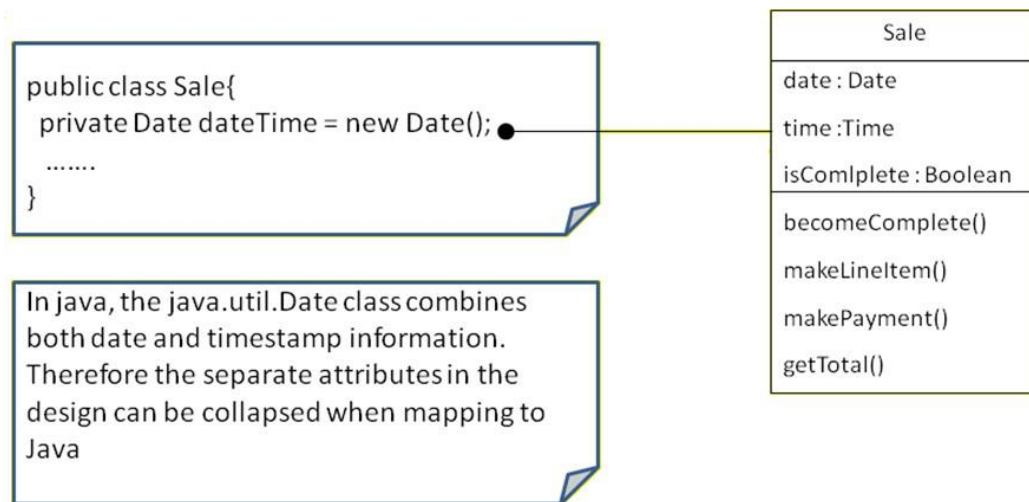 public class Sale{
private Date dateTime = new Date();
.......
}
In java, the java.util.Date class combines
both date and timestamp information.
Therefore the separate attributes in the
design can be collapsed when mapping to
Java
Sale
date : Date
time :Time
isComlplete : Boolean
becomeComplete()
makeLineItem()
makePayment()
getTotal()